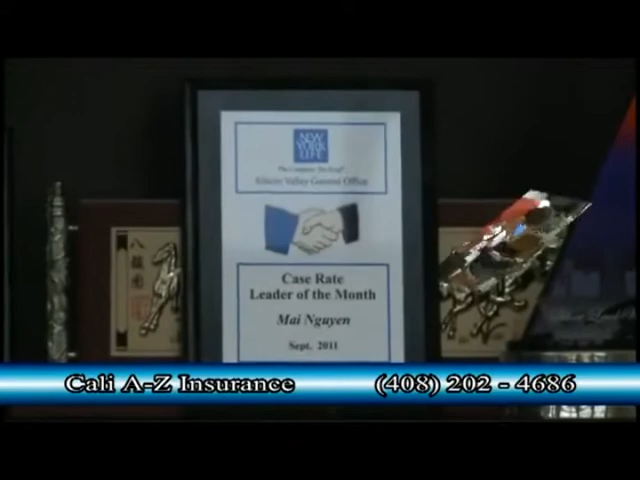 NEW
YORK
LIFE
The Company You Keep
Silicon Valley General Office
Case Rate
Leader of the Month
Mai Nguyen
Sept. 2011
八
Cali A-Z Insurance (408) 202 - 4686